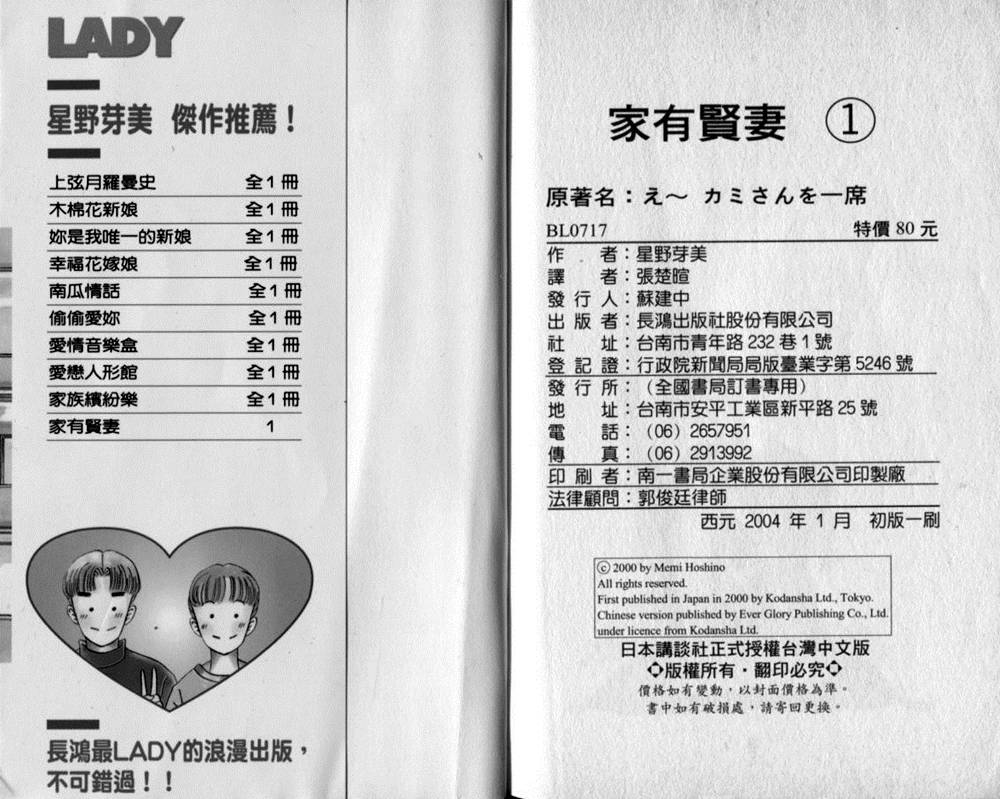 LADY
星野芽美 傑作推薦！
上弦月羅曼史 全1冊
木棉花新娘 全1冊
妳是我唯一的新娘 全1冊
幸福花嫁娘 全1冊
南瓜情話 全1冊
偷偷愛妳 全1冊
愛情音樂盒 全1冊
愛戀人形館 全1冊
家族繽紛樂 全1冊
家有賢妻 1
長鴻最LADY的浪漫出版，
不可錯過！！
家有賢妻 ①
原著名：え～ カミさんを一席
BL0717 特價 80 元
作 者：星野芽美
譯 者：張楚暄
發 行 人：蘇建中
出 版 者：長鴻出版社股份有限公司
社 址：台南市青年路 232 巷 1 號
登 記 證：行政院新聞局局版臺業字第 5246 號
發 行 所：（全國書局訂書專用）
地 址：台南市安平工業區新平路 25 號
電 話：（06）2657951
傳 真：（06）2913992
印 刷 者：南一書局企業股份有限公司印製廠
法律顧問：郭俊廷律師
西元 2004 年 1 月 初版一刷
© 2000 by Memi Hoshino
All rights reserved.
First published in Japan in 2000 by Kodansha Ltd., Tokyo.
Chinese version published by Ever Glory Publishing Co., Ltd.
under licence from Kodansha Ltd.
日本講談社正式授權台灣中文版
◇版權所有・翻印必究◇
價格如有變動，以封面價格為準。
書中如有破損處，請寄回更換。